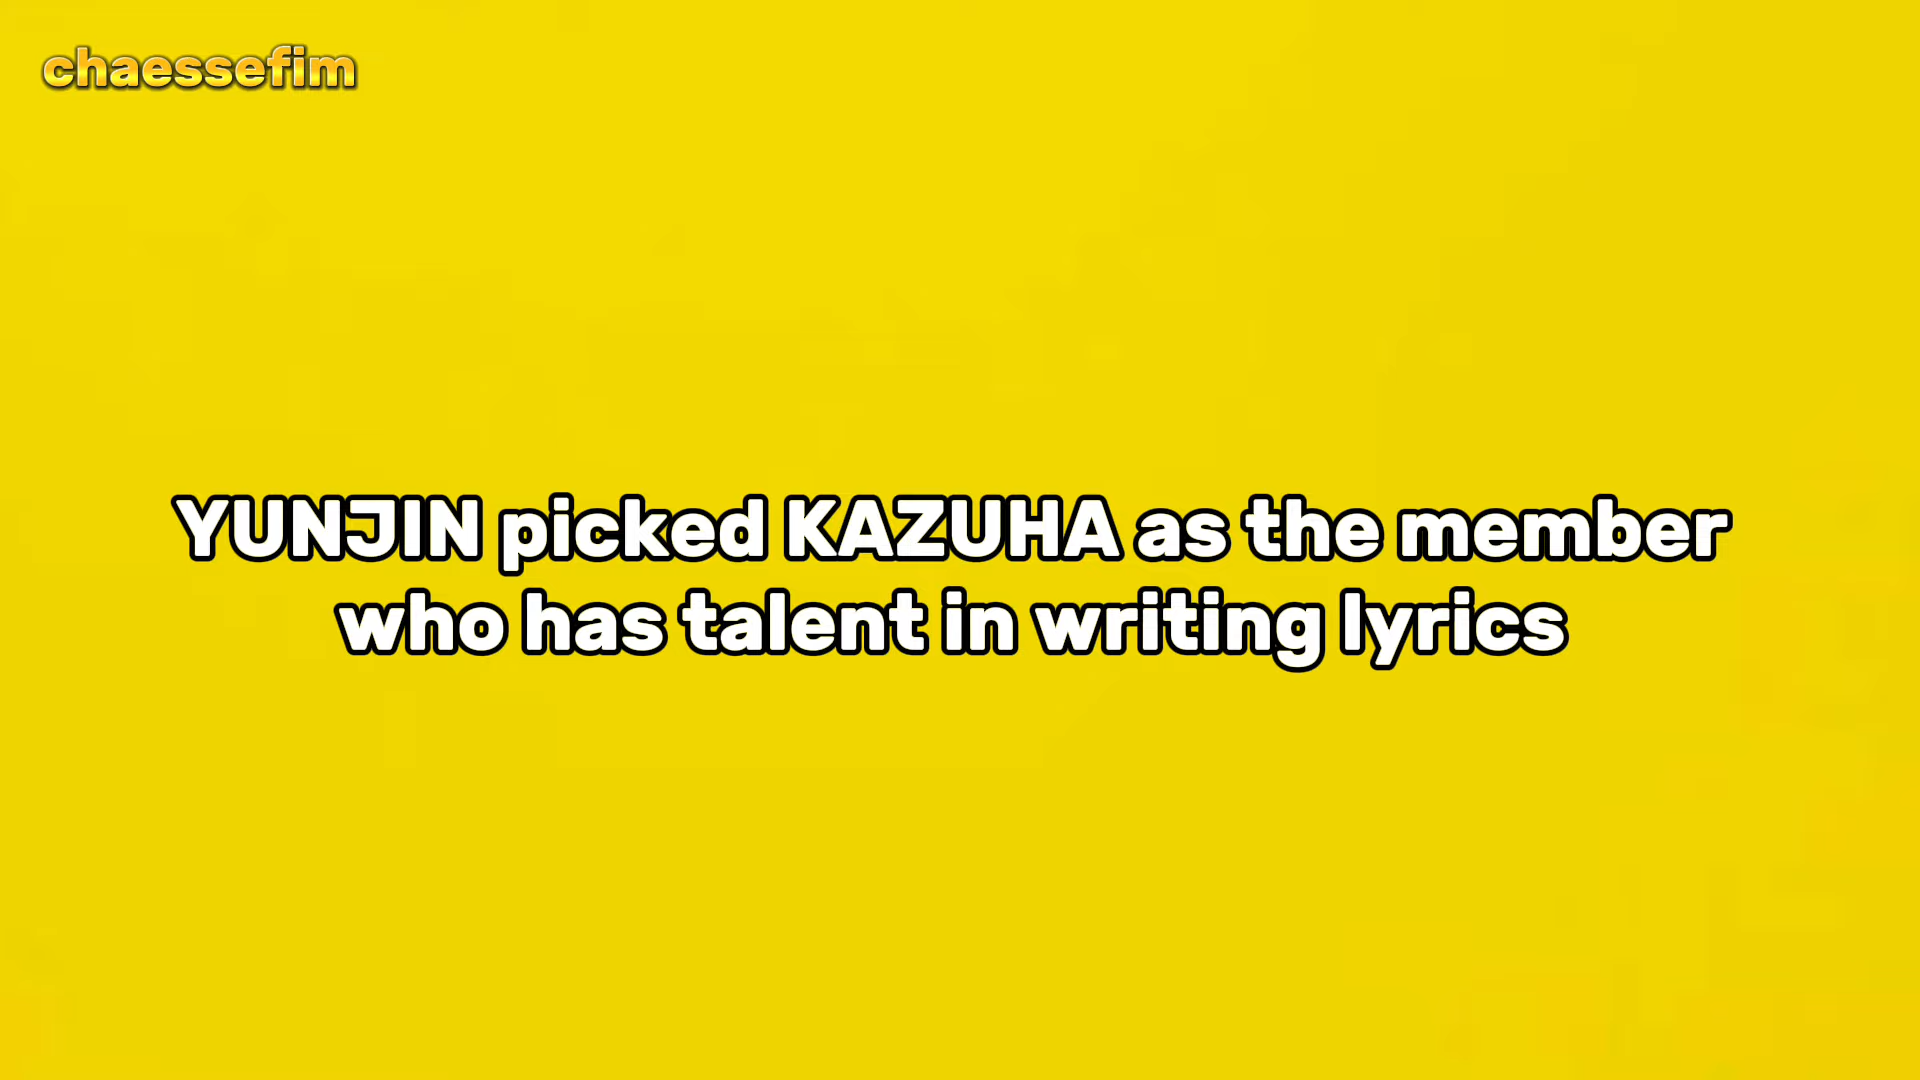 chaessefim
YUNJIN picked KAZUHA as the member
who has talent in writing lyrics